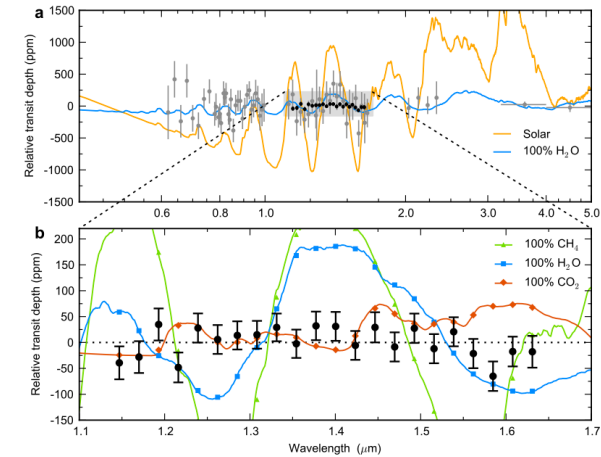 a
Relative transit depth (ppm)
1500
1000
500
0
-500
-1000
-1500
Solar
100% H2O
0.6
0.8
1.0
2.0
3.0
4.0
5.0
b
Relative transit depth (ppm)
200
150
100
50
0
-50
-100
-150
100% CH4
100% H2O
100% CO2
1.1
1.2
1.3
1.4
1.5
1.6
1.7
Wavelength (μm)